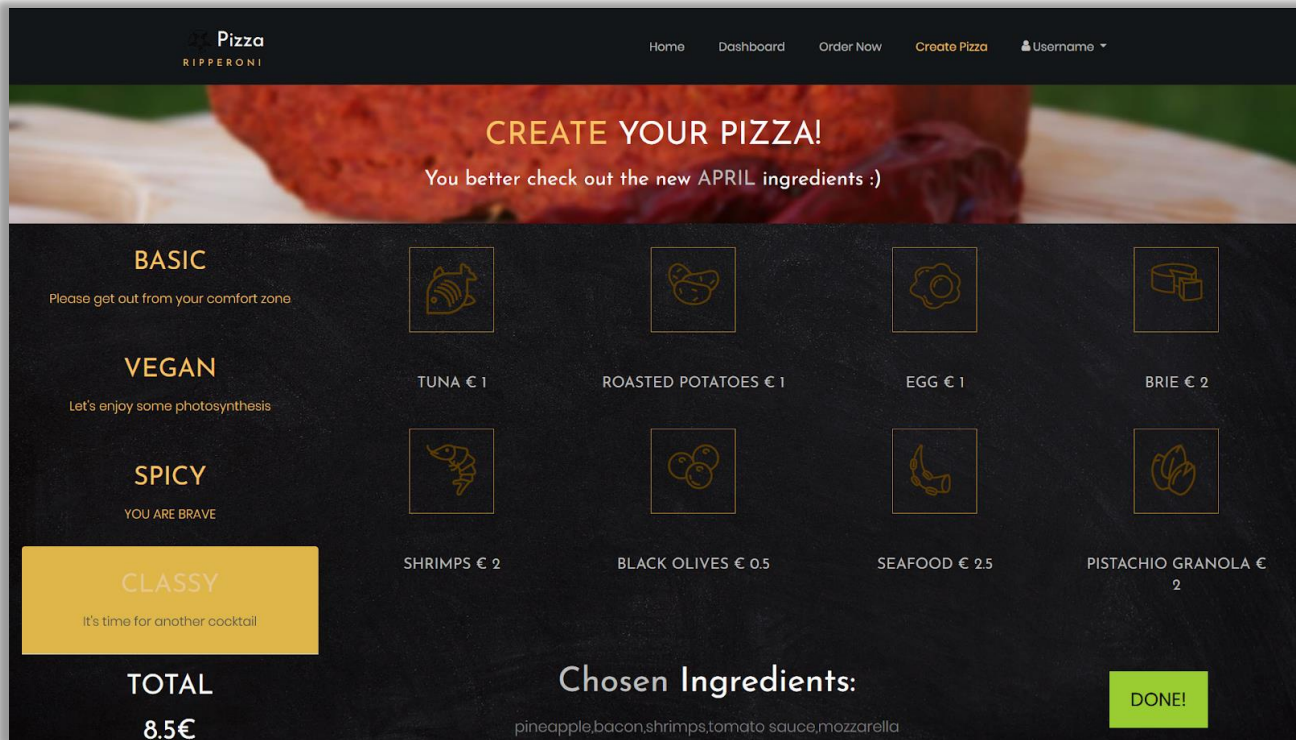 Pizza
RIPPERONI
Home Dashboard Order Now Create Pizza Username
CREATE YOUR PIZZA!
You better check out the new APRIL ingredients :)
BASIC
Please get out from your comfort zone
VEGAN
Let's enjoy some photosynthesis
SPICY
YOU ARE BRAVE
CLASSY
It's time for another cocktail
TOTAL
8.5€
TUNA € 1
ROASTED POTATOES € 1
EGG € 1
BRIE € 2
SHRIMPS € 2
BLACK OLIVES € 0.5
SEAFOOD € 2.5
PISTACHIO GRANOLA €
2
Chosen Ingredients:
pineapple,bacon,shrimps,tomato sauce,mozzarella
DONE!